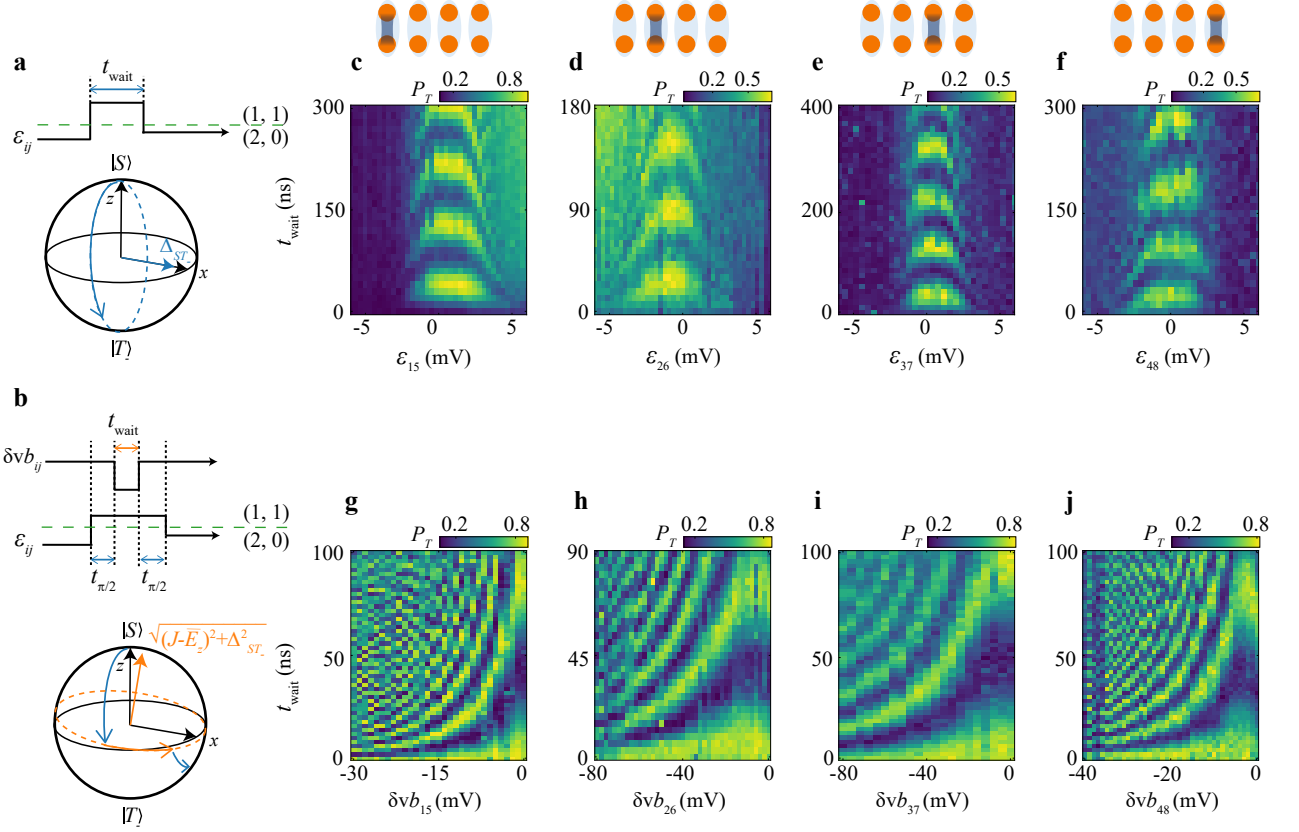 a
t_wait
(1, 1)
ε_ij
(2, 0)
|S⟩
z
Δ_ST_-
x
|T_-⟩
b
t_wait
δvb_ij
(1, 1)
ε_ij
(2, 0)
t_π/2 t_π/2
|S⟩
√(J-E̅_z)²+Δ²_ST_-
z
x
|T_-⟩
c
P_T 0.2 0.8
300
150
0
t_wait (ns)
-5 0 5
ε_15 (mV)
d
P_T 0.2 0.5
180
90
0
-5 0 5
ε_26 (mV)
e
P_T 0.2 0.5
400
200
0
-5 0 5
ε_37 (mV)
f
P_T 0.2 0.5
300
150
0
-5 0 5
ε_48 (mV)
g
P_T 0.2 0.8
100
50
0
t_wait (ns)
-30 -15 0
δvb_15 (mV)
h
P_T 0.2 0.8
90
45
0
-80 -40 0
δvb_26 (mV)
i
P_T 0.2 0.8
100
50
0
-80 -40 0
δvb_37 (mV)
j
P_T 0.2 0.8
100
50
0
-40 -20 0
δvb_48 (mV)